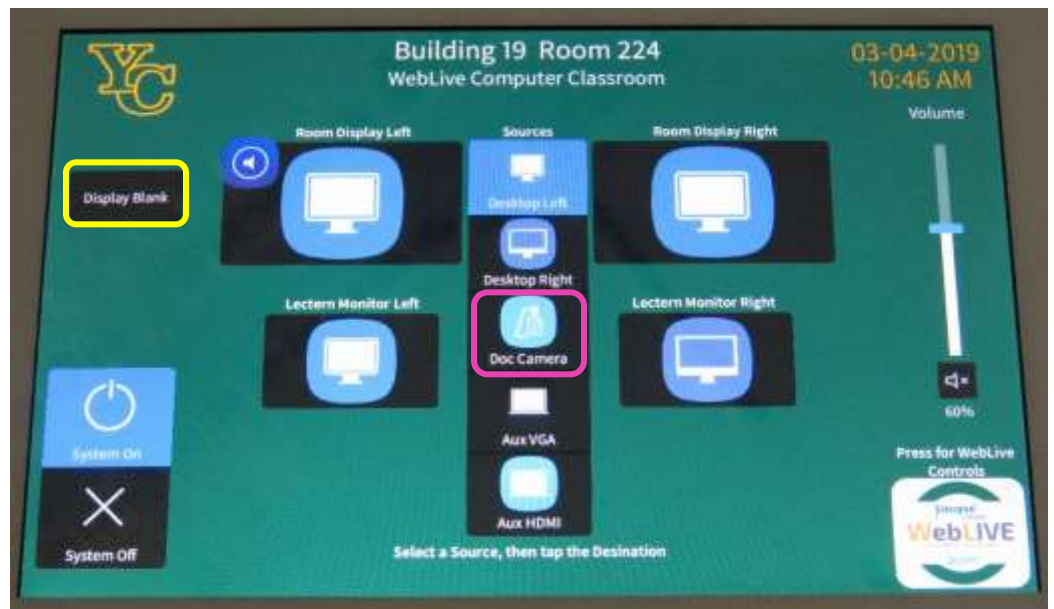 YC
Building 19 Room 224
WebLive Computer Classroom
03-04-2019
10:46 AM
Volume
Room Display Left
Sources
Room Display Right
Display Blank
Desktop Left
Desktop Right
Lectern Monitor Left
Lectern Monitor Right
Doc Camera
System On
Aux VGA
60%
Press for WebLive
Controls
WebLIVE
Aux HDMI
System Off
Select a Source, then tap the Desination